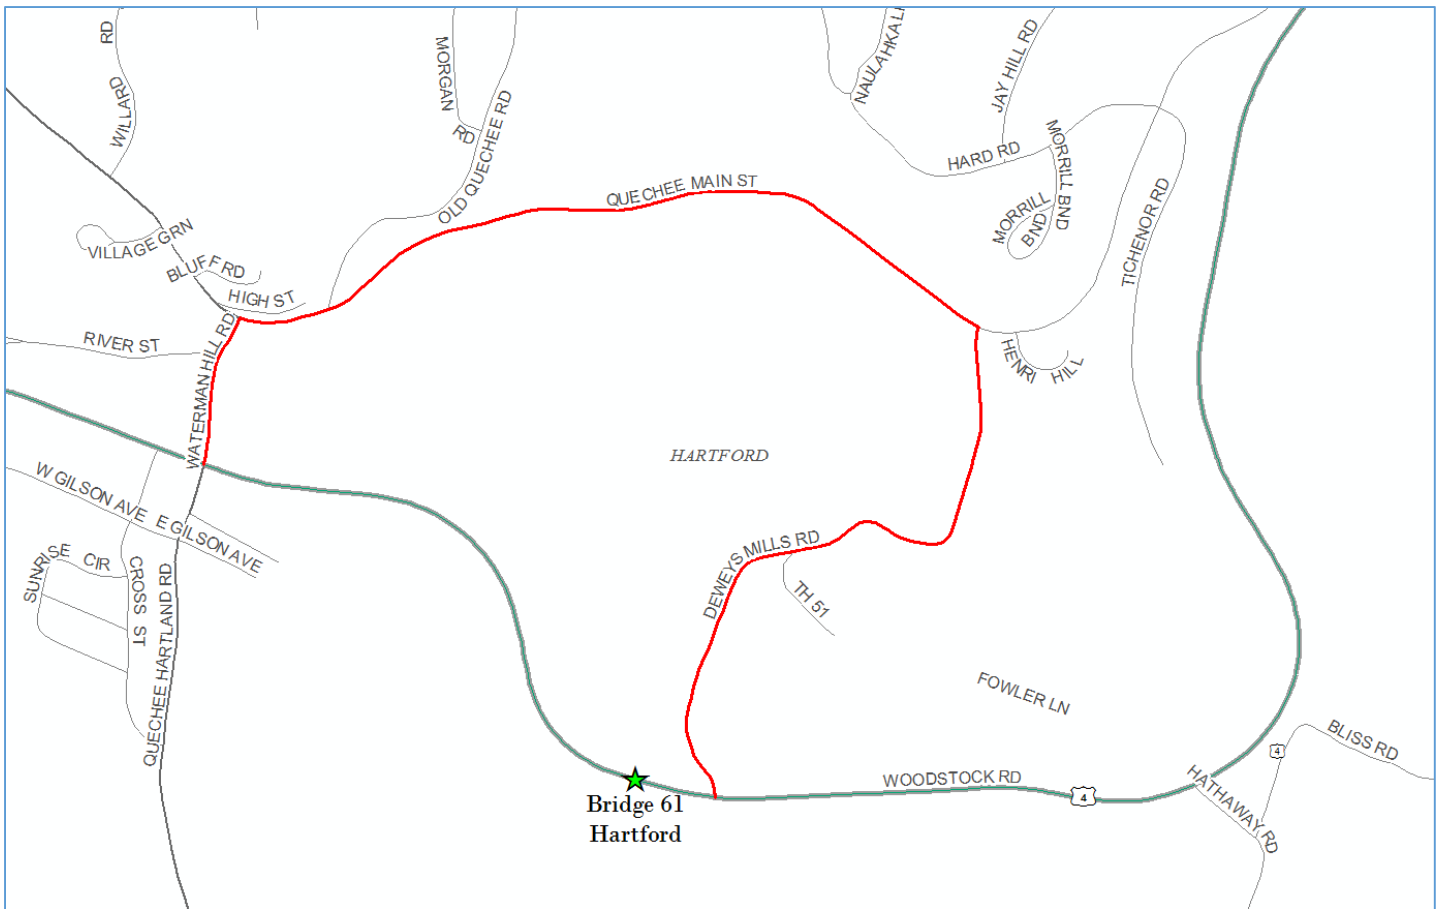 RD
WILLARD
MORGAN
RD
OLD QUECHEE RD
NAULAHKA L
JAY HILL RD
HARD RD
MORRILL BND
MORRILL
BND
TICHENOR RD
QUECHEE MAIN ST
VILLAGE GRN
BLUFF RD
HIGH ST
RIVER ST
WATERMAN HILL RD
HENRI
HILL
HARTFORD
W GILSON AVE
E GILSON AVE
SUNRISE
CIR
CROSS ST
QUECHEE HARTLAND RD
DEWEYS MILLS RD
TH 51
FOWLER LN
BLISS RD
4
WOODSTOCK RD
4
HATHAWAY RD
Bridge 61
Hartford